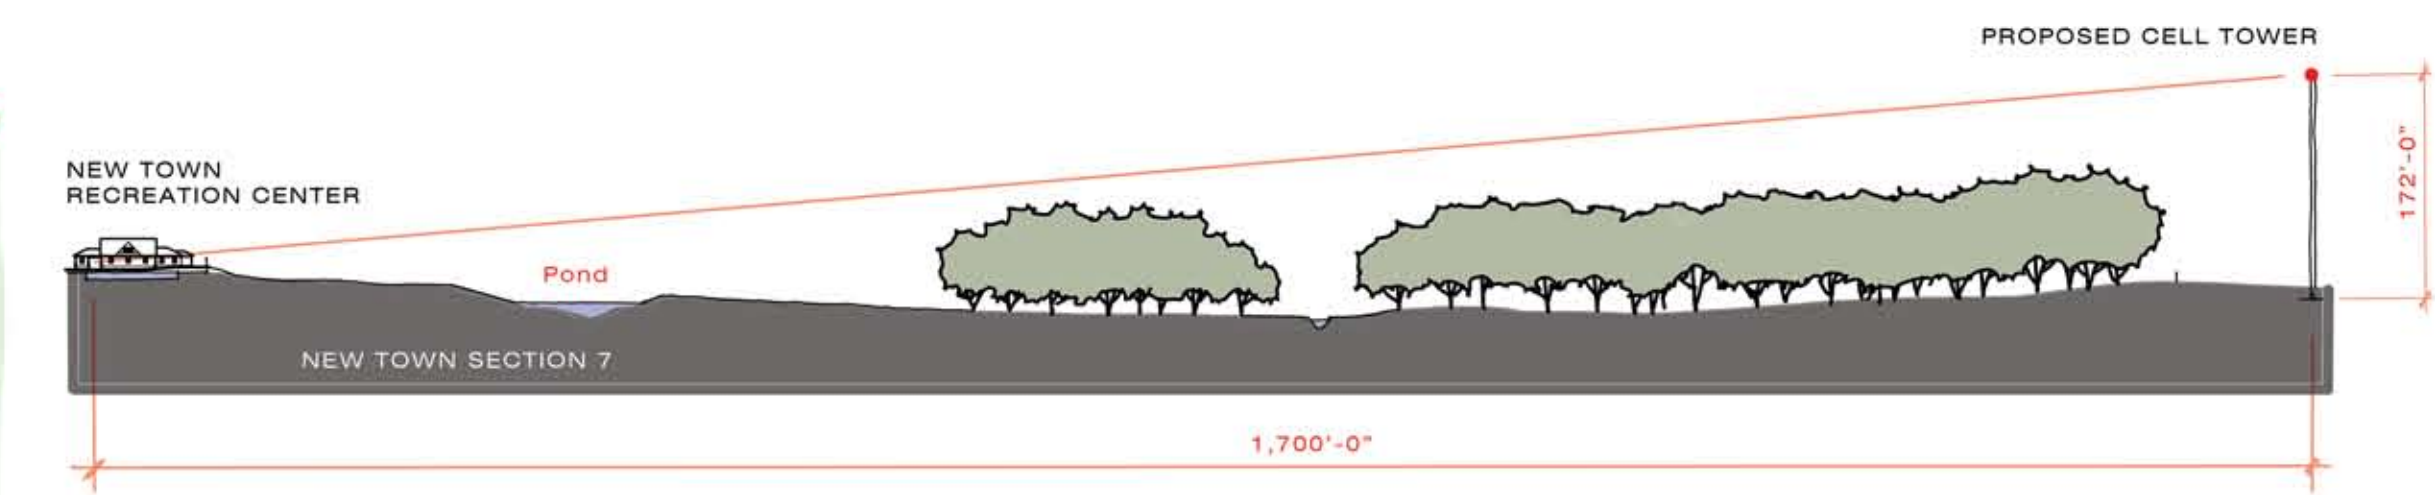 PROPOSED CELL TOWER
NEW TOWN
RECREATION CENTER
172'-0"
Pond
NEW TOWN SECTION 7
1,700'-0"